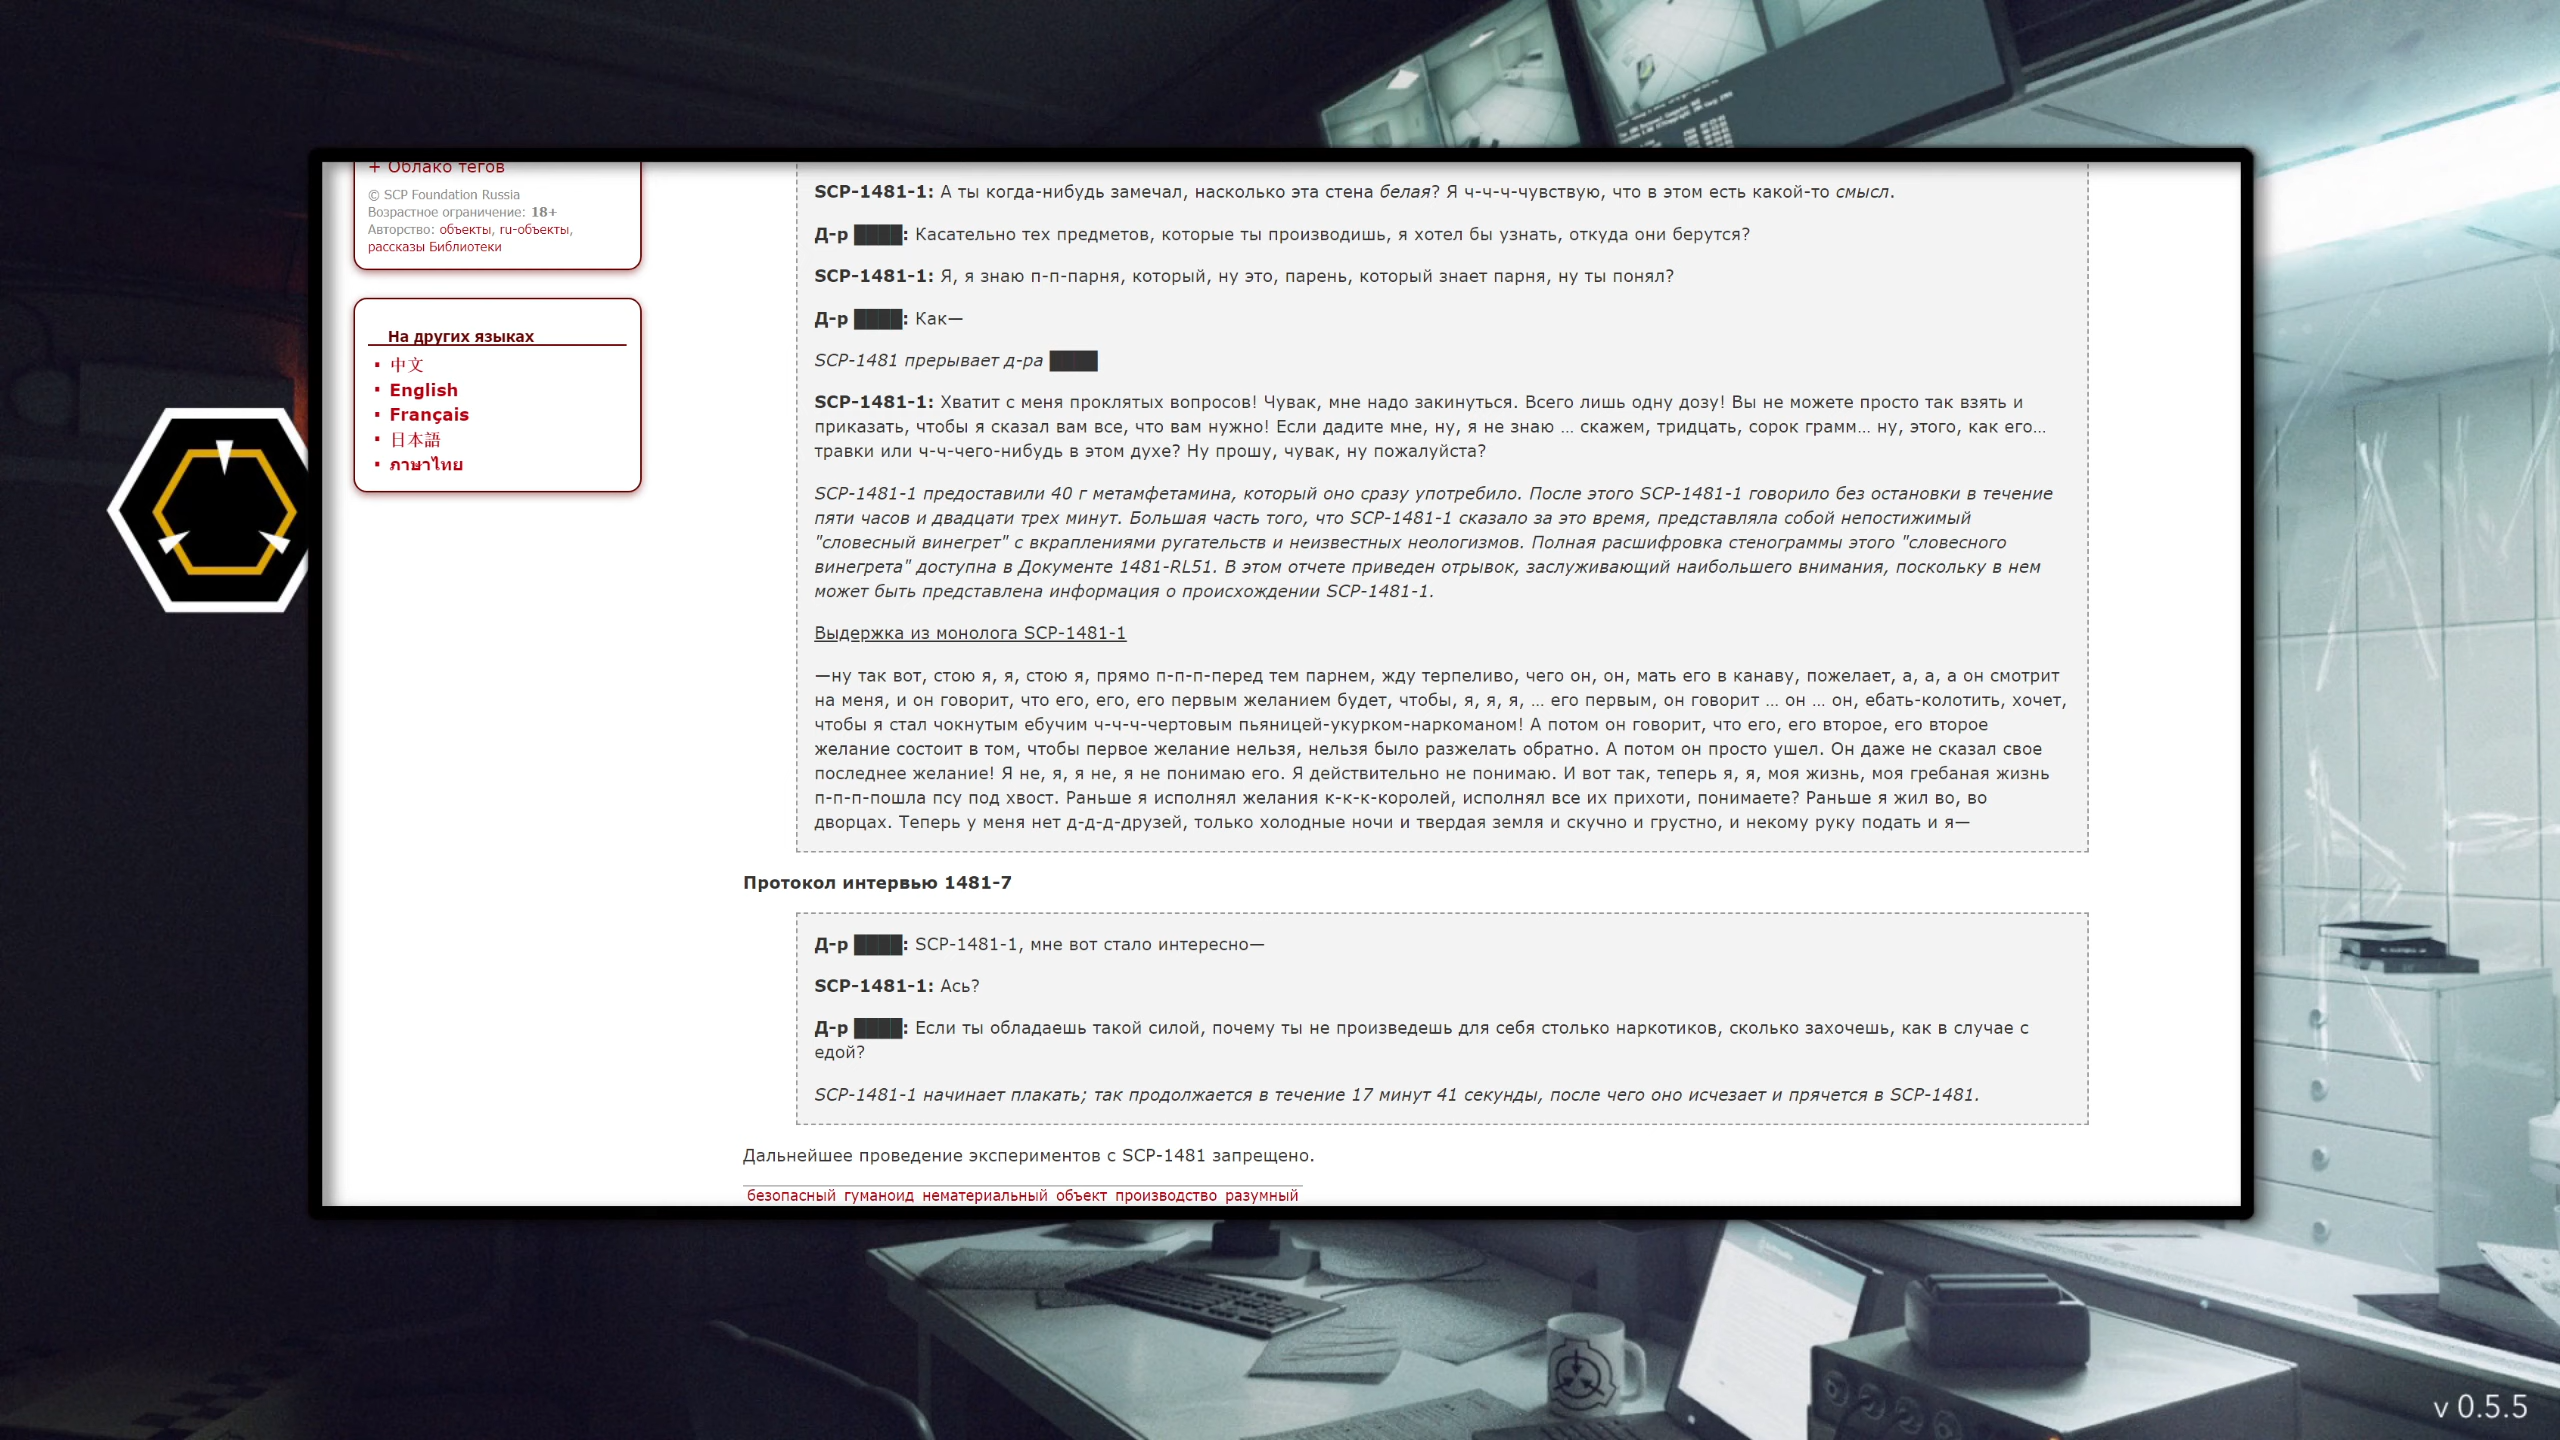 + Облако тегов
© SCP Foundation Russia
Возрастное ограничение: 18+
Авторство: объекты, ru-объекты,
рассказы Библиотеки
На других языках
中文
English
Français
日本語
ภาษาไทย
SCP-1481-1: А ты когда-нибудь замечал, насколько эта стена белая? Я ч-ч-ч-чувствую, что в этом есть какой-то смысл.
Д-р ████: Касательно тех предметов, которые ты производишь, я хотел бы узнать, откуда они берутся?
SCP-1481-1: Я, я знаю п-п-парня, который, ну это, парень, который знает парня, ну ты понял?
Д-р ████: Как—
SCP-1481 прерывает д-ра ████
SCP-1481-1: Хватит с меня проклятых вопросов! Чувак, мне надо закинуться. Всего лишь одну дозу! Вы не можете просто так взять и
приказать, чтобы я сказал вам все, что вам нужно! Если дадите мне, ну, я не знаю … скажем, тридцать, сорок грамм… ну, этого, как его…
травки или ч-ч-чего-нибудь в этом духе? Ну прошу, чувак, ну пожалуйста?
SCP-1481-1 предоставили 40 г метамфетамина, который оно сразу употребило. После этого SCP-1481-1 говорило без остановки в течение
пяти часов и двадцати трех минут. Большая часть того, что SCP-1481-1 сказало за это время, представляла собой непостижимый
"словесный винегрет" с вкраплениями ругательств и неизвестных неологизмов. Полная расшифровка стенограммы этого "словесного
винегрета" доступна в Документе 1481-RL51. В этом отчете приведен отрывок, заслуживающий наибольшего внимания, поскольку в нем
может быть представлена информация о происхождении SCP-1481-1.
Выдержка из монолога SCP-1481-1
—ну так вот, стою я, я, стою я, прямо п-п-п-перед тем парнем, жду терпеливо, чего он, он, мать его в канаву, пожелает, а, а, а он смотрит
на меня, и он говорит, что его, его, его первым желанием будет, чтобы, я, я, я, … его первым, он говорит … он … он, ебать-колотить, хочет,
чтобы я стал чокнутым ебучим ч-ч-ч-чертовым пьяницей-укурком-наркоманом! А потом он говорит, что его, его второе, его второе
желание состоит в том, чтобы первое желание нельзя, нельзя было разжелать обратно. А потом он просто ушел. Он даже не сказал свое
последнее желание! Я не, я, я не, я не понимаю его. Я действительно не понимаю. И вот так, теперь я, я, моя жизнь, моя гребаная жизнь
п-п-п-пошла псу под хвост. Раньше я исполнял желания к-к-к-королей, исполнял все их прихоти, понимаете? Раньше я жил во, во
дворцах. Теперь у меня нет д-д-д-друзей, только холодные ночи и твердая земля и скучно и грустно, и некому руку подать и я—
Протокол интервью 1481-7
Д-р ████: SCP-1481-1, мне вот стало интересно—
SCP-1481-1: Ась?
Д-р ████: Если ты обладаешь такой силой, почему ты не произведешь для себя столько наркотиков, сколько захочешь, как в случае с
едой?
SCP-1481-1 начинает плакать; так продолжается в течение 17 минут 41 секунды, после чего оно исчезает и прячется в SCP-1481.
Дальнейшее проведение экспериментов с SCP-1481 запрещено.
безопасный гуманоид нематериальный объект производство разумный
v 0.5.5